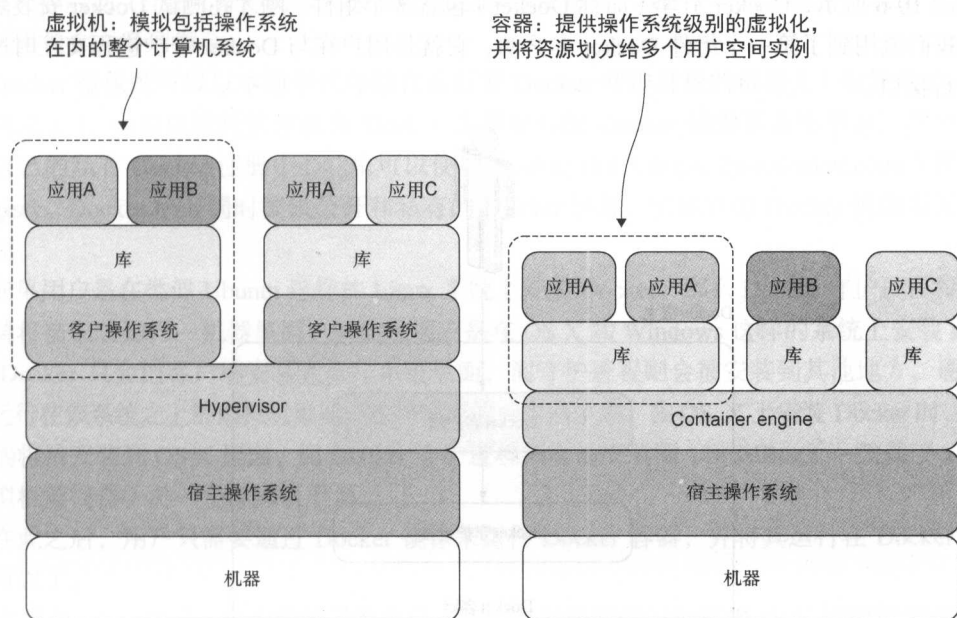 虚拟机：模拟包括操作系统
在内的整个计算机系统
容器：提供操作系统级别的虚拟化，
并将资源划分给多个用户空间实例
应用A
应用B
应用A
应用C
库
库
客户操作系统
客户操作系统
Hypervisor
宿主操作系统
机器
应用A
应用A
应用B
应用C
库
库
库
Container engine
宿主操作系统
机器